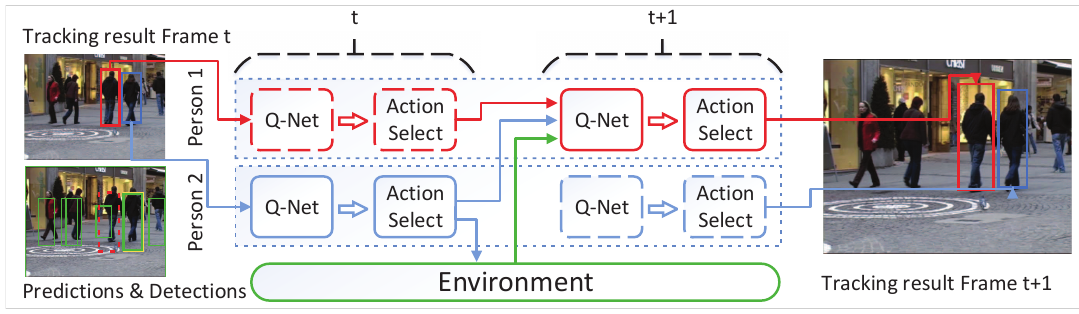 t
t+1
Tracking result Frame t
Person 1
Q-Net
Action
Select
Q-Net
Action
Select
Person 2
Q-Net
Action
Select
Q-Net
Action
Select
Environment
Predictions & Detections
Tracking result Frame t+1